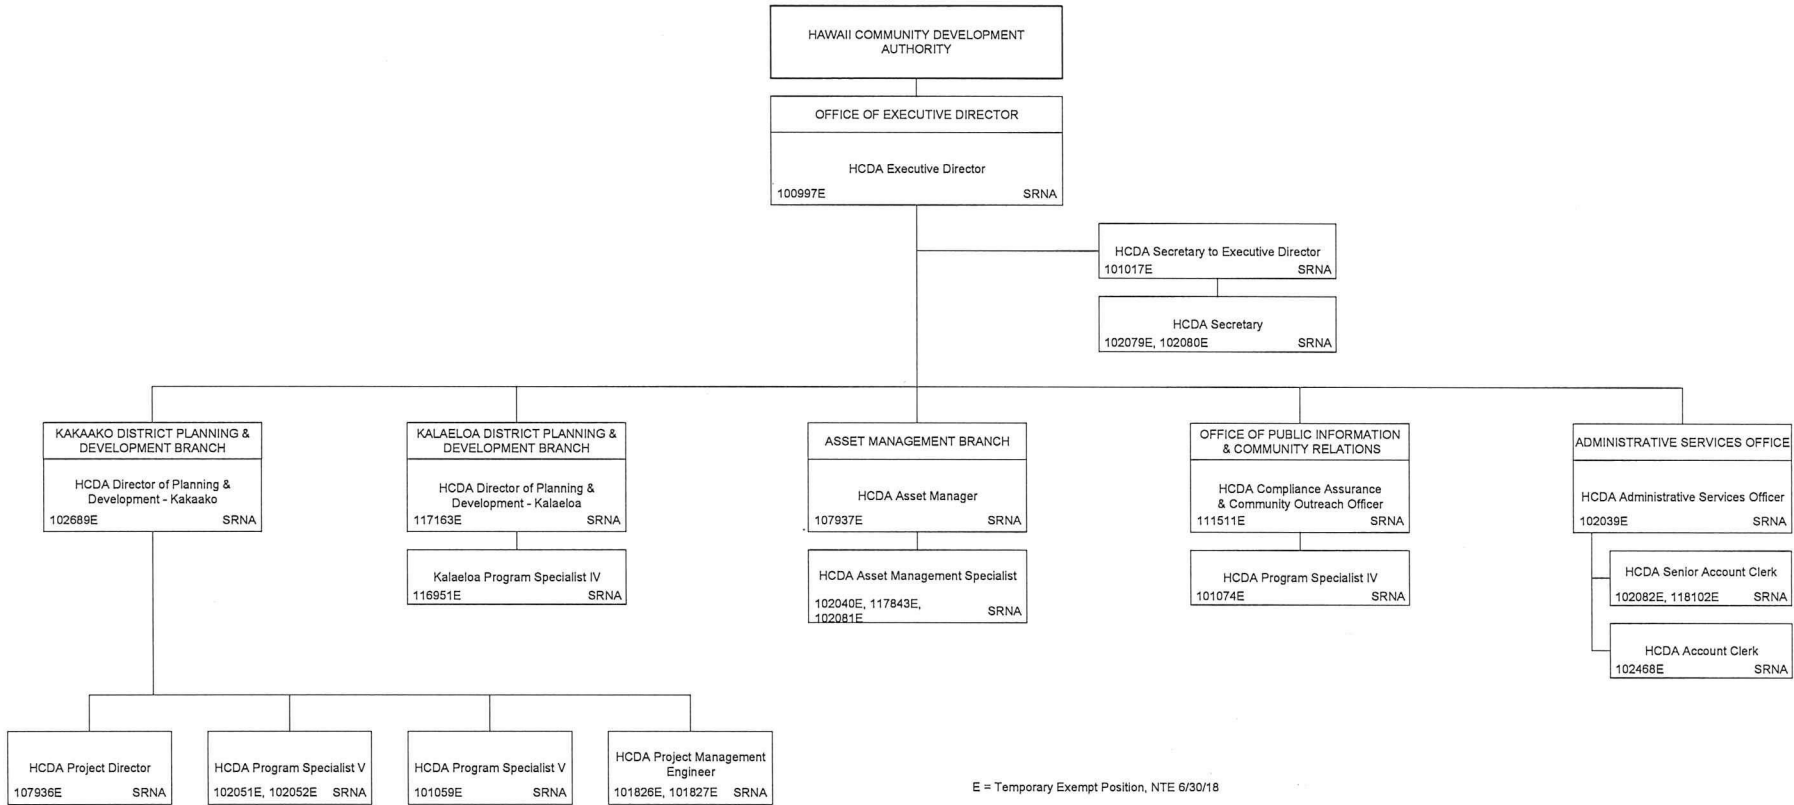 HAWAII COMMUNITY DEVELOPMENT
AUTHORITY
OFFICE OF EXECUTIVE DIRECTOR
HCDA Executive Director
100997E SRNA
HCDA Secretary to Executive Director
101017E SRNA
HCDA Secretary
102079E, 102080E SRNA
KAKAAKO DISTRICT PLANNING &
DEVELOPMENT BRANCH
HCDA Director of Planning &
Development - Kakaako
102689E SRNA
KALAELOA DISTRICT PLANNING &
DEVELOPMENT BRANCH
HCDA Director of Planning &
Development - Kalaeloa
117163E SRNA
Kalaeloa Program Specialist IV
116951E SRNA
ASSET MANAGEMENT BRANCH
HCDA Asset Manager
107937E SRNA
HCDA Asset Management Specialist
102040E, 117843E,
102081E SRNA
OFFICE OF PUBLIC INFORMATION
& COMMUNITY RELATIONS
HCDA Compliance Assurance
& Community Outreach Officer
111511E SRNA
HCDA Program Specialist IV
101074E SRNA
ADMINISTRATIVE SERVICES OFFICE
HCDA Administrative Services Officer
102039E SRNA
HCDA Senior Account Clerk
102082E, 118102E SRNA
HCDA Account Clerk
102468E SRNA
HCDA Project Director
107936E SRNA
HCDA Program Specialist V
102051E, 102052E SRNA
HCDA Program Specialist V
101059E SRNA
HCDA Project Management
Engineer
101826E, 101827E SRNA
E = Temporary Exempt Position, NTE 6/30/18